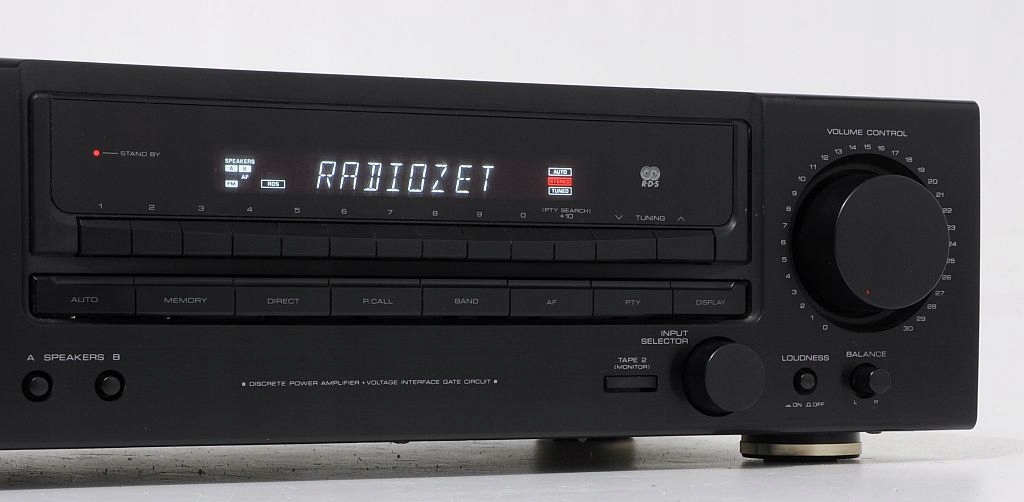 VOLUME CONTROL
STAND BY
SPEAKERS
A B
AF
FM
RDS
RADIOZET
AUTO
STEREO
TUNED
R·D·S
1 2 3 4 5 6 7 8 9 0 (PTY SEARCH) +10 TUNING
0 1 2 3 4 5 6 7 8 9 10 11 12 13 14 15 16 17 18 19 20 21 22 23 24 25 26 27 28 29 30
AUTO MEMORY DIRECT P.CALL BAND AF PTY DISPLAY
A SPEAKERS B
DISCRETE POWER AMPLIFIER • VOLTAGE INTERFACE GATE CIRCUIT
TAPE 2
(MONITOR)
INPUT
SELECTOR
LOUDNESS
ON OFF
BALANCE
L R